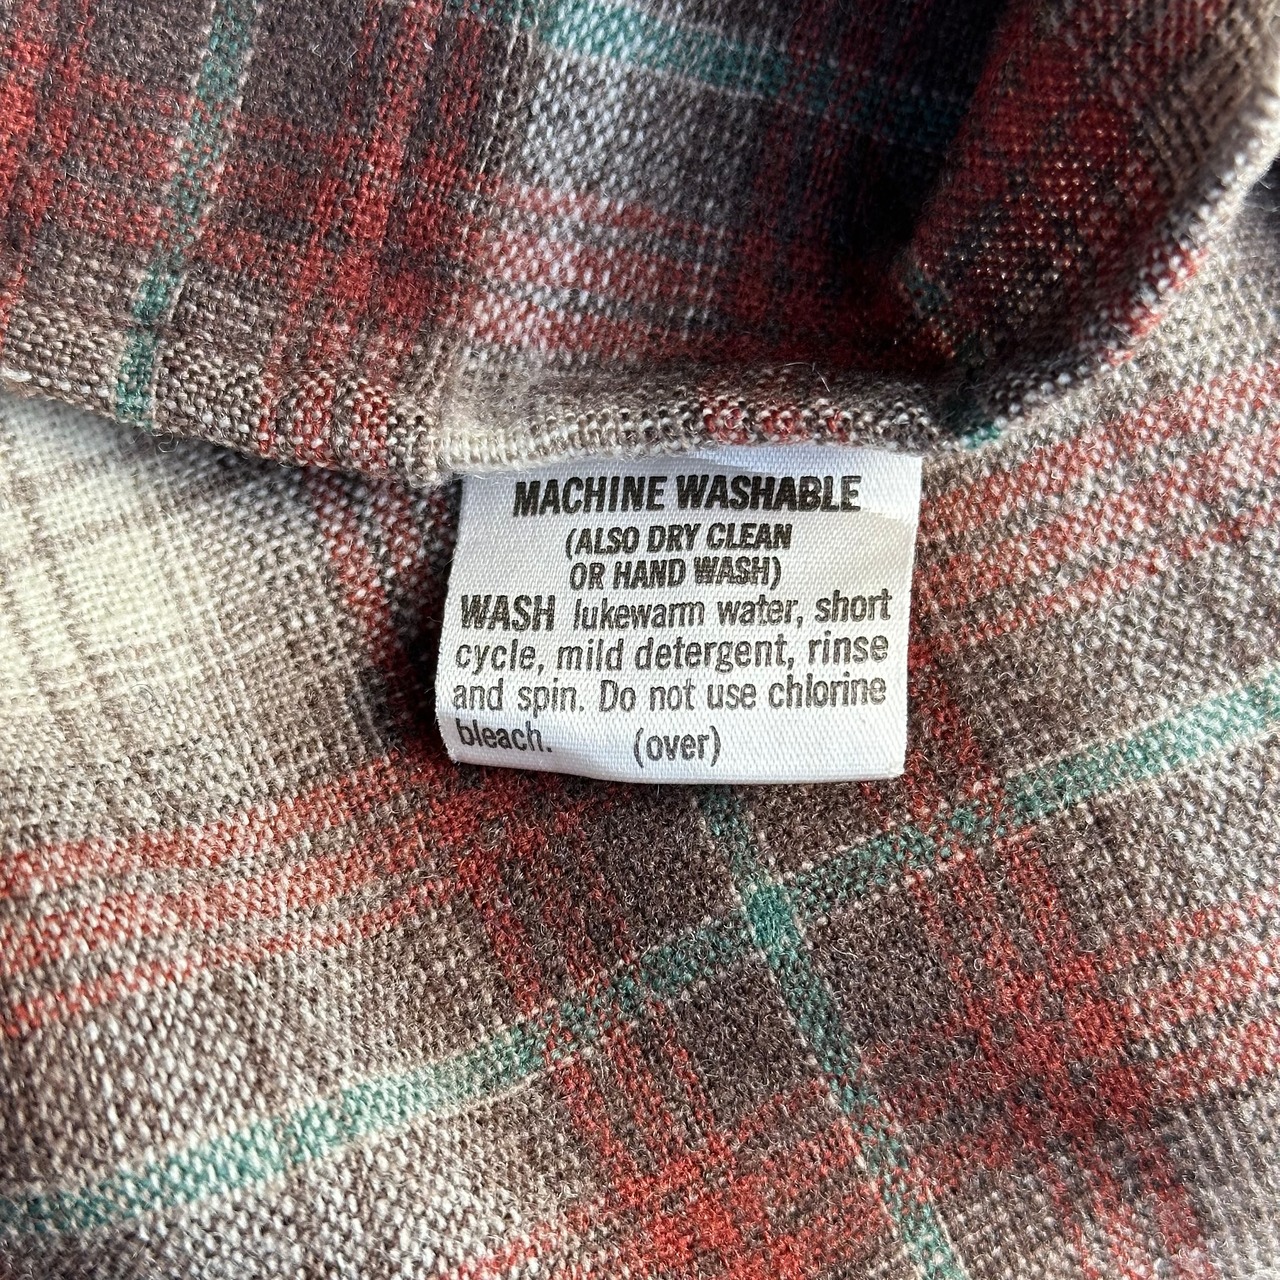 MACHINE WASHABLE
(ALSO DRY CLEAN
OR HAND WASH)
WASH lukewarm water, short
cycle, mild detergent, rinse
and spin. Do not use chlorine
bleach. (over)